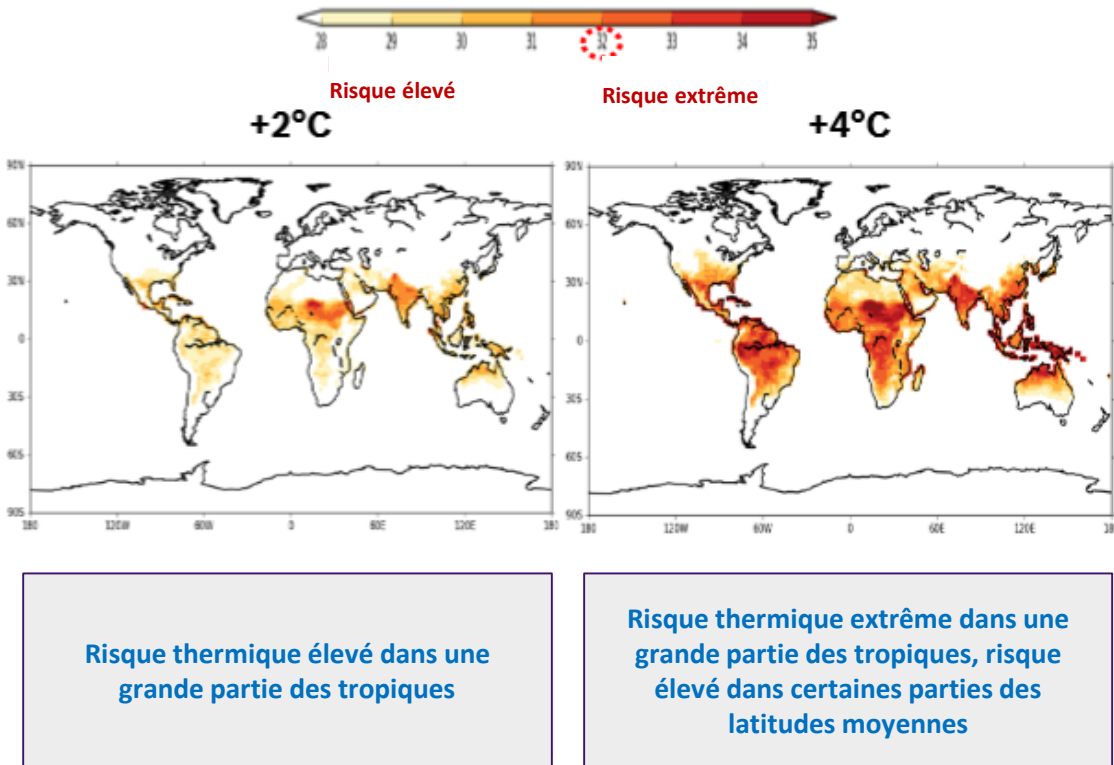 28 29 30 31 32 33 34 35
Risque élevé
Risque extrême
+2°C
+4°C
90N
60N
30N
0
30S
60S
90S
180 120W 60W 0 60E 120E 180
90N
60N
30N
0
30S
60S
90S
180 120W 60W 0 60E 120E 18
Risque thermique élevé dans une
grande partie des tropiques
Risque thermique extrême dans une
grande partie des tropiques, risque
élevé dans certaines parties des
latitudes moyennes